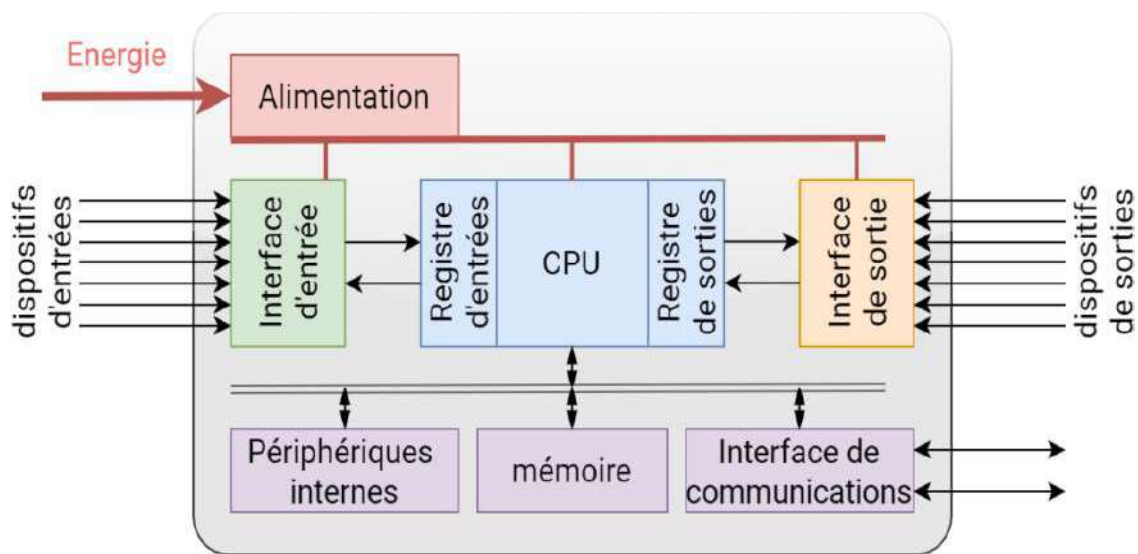 Energie
Alimentation
dispositifs
d'entrées
Interface
d'entrée
Registre
d'entrées
CPU
Registre
de sorties
Interface
de sortie
dispositifs
de sorties
Périphériques
internes
mémoire
Interface de
communications